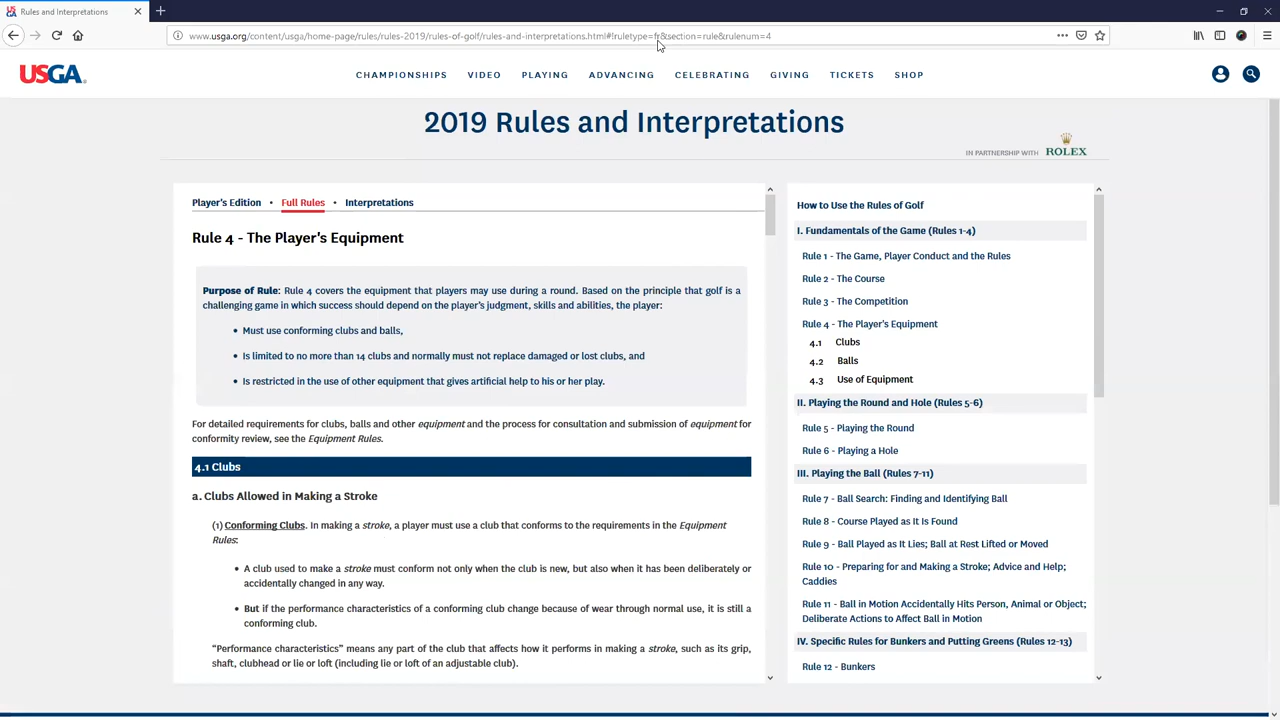 Rules and Interpretations
www.usga.org/content/usga/home-page/rules/rules-2019/rules-of-golf/rules-and-interpretations.html#!ruletype=fr&section=rule&rulenum=4
USGA
CHAMPIONSHIPS VIDEO PLAYING ADVANCING CELEBRATING GIVING TICKETS SHOP
2019 Rules and Interpretations
IN PARTNERSHIP WITH ROLEX
Player's Edition • Full Rules • Interpretations
Rule 4 - The Player's Equipment
Purpose of Rule: Rule 4 covers the equipment that players may use during a round. Based on the principle that golf is a
challenging game in which success should depend on the player's judgment, skills and abilities, the player:
• Must use conforming clubs and balls,
• Is limited to no more than 14 clubs and normally must not replace damaged or lost clubs, and
• Is restricted in the use of other equipment that gives artificial help to his or her play.
For detailed requirements for clubs, balls and other equipment and the process for consultation and submission of equipment for
conformity review, see the Equipment Rules.
4.1 Clubs
a. Clubs Allowed in Making a Stroke
(1) Conforming Clubs. In making a stroke, a player must use a club that conforms to the requirements in the Equipment
Rules:
• A club used to make a stroke must conform not only when the club is new, but also when it has been deliberately or
accidentally changed in any way.
• But if the performance characteristics of a conforming club change because of wear through normal use, it is still a
conforming club.
"Performance characteristics" means any part of the club that affects how it performs in making a stroke, such as its grip,
shaft, clubhead or lie or loft (including lie or loft of an adjustable club).
How to Use the Rules of Golf
I. Fundamentals of the Game (Rules 1-4)
Rule 1 - The Game, Player Conduct and the Rules
Rule 2 - The Course
Rule 3 - The Competition
Rule 4 - The Player's Equipment
4.1 Clubs
4.2 Balls
4.3 Use of Equipment
II. Playing the Round and Hole (Rules 5-6)
Rule 5 - Playing the Round
Rule 6 - Playing a Hole
III. Playing the Ball (Rules 7-11)
Rule 7 - Ball Search: Finding and Identifying Ball
Rule 8 - Course Played as It Is Found
Rule 9 - Ball Played as It Lies; Ball at Rest Lifted or Moved
Rule 10 - Preparing for and Making a Stroke; Advice and Help;
Caddies
Rule 11 - Ball in Motion Accidentally Hits Person, Animal or Object;
Deliberate Actions to Affect Ball in Motion
IV. Specific Rules for Bunkers and Putting Greens (Rules 12-13)
Rule 12 - Bunkers